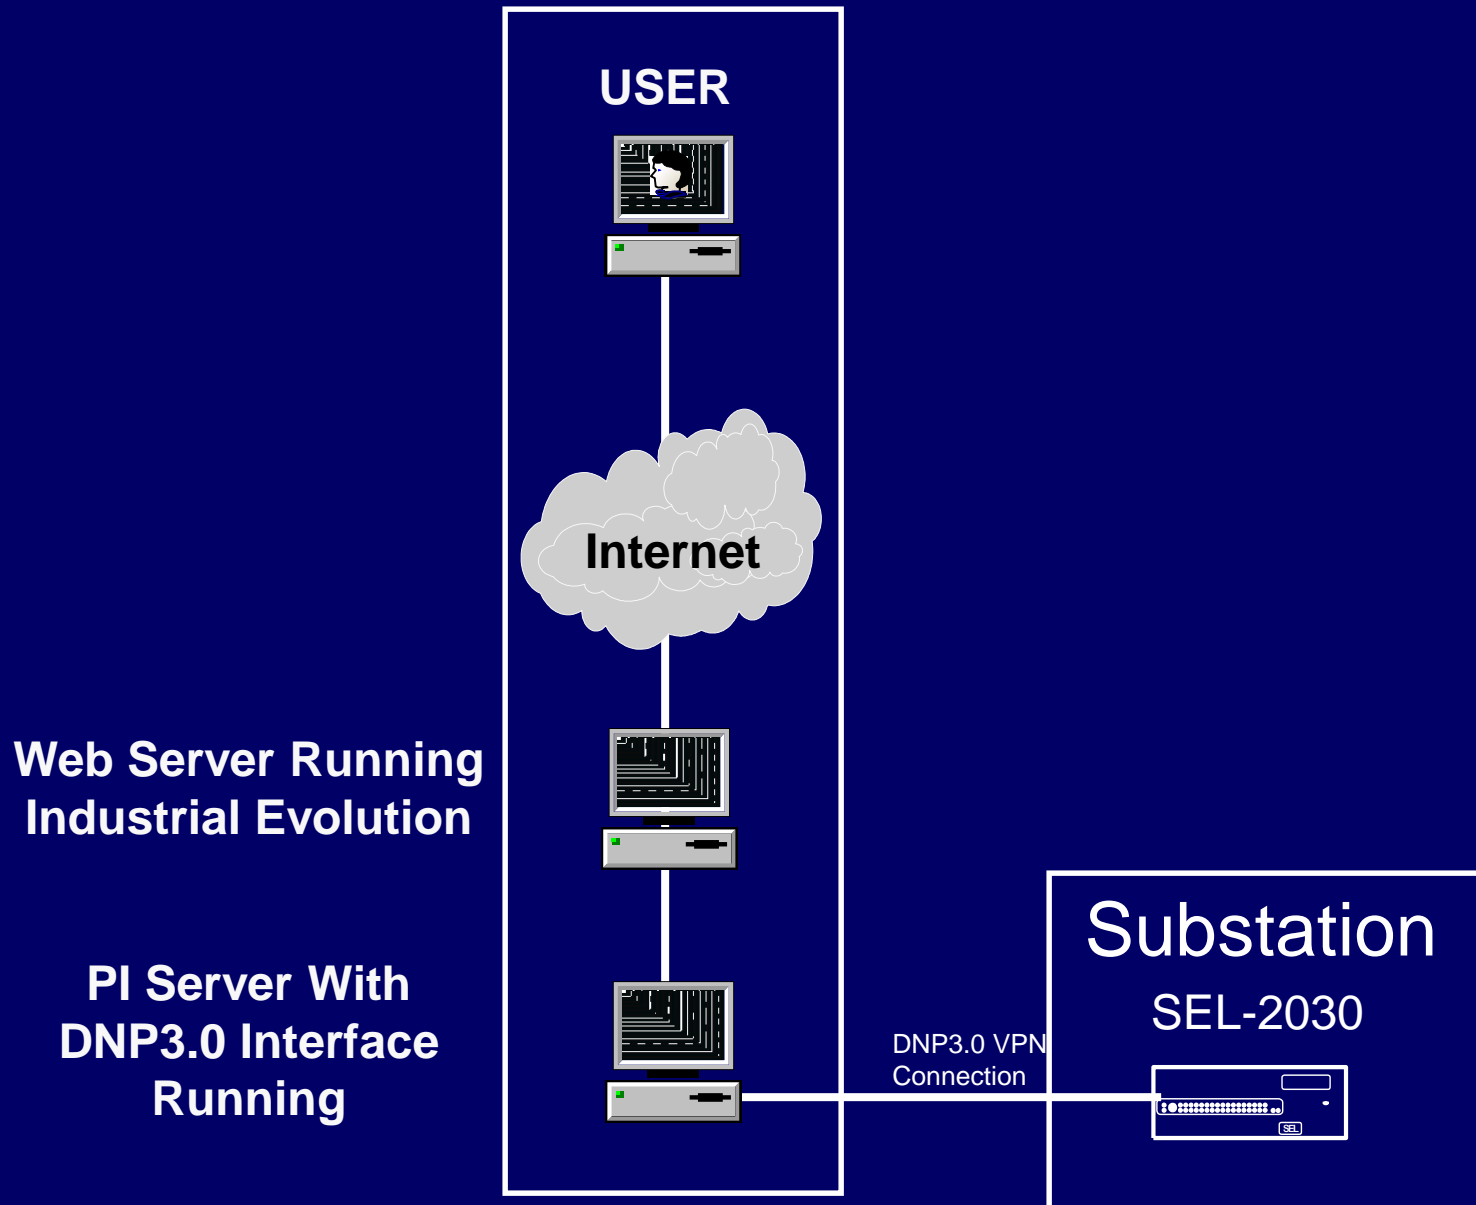 USER
Internet
Web Server Running
Industrial Evolution
PI Server With
DNP3.0 Interface
Running
DNP3.0 VPN
Connection
Substation
SEL-2030
SEL